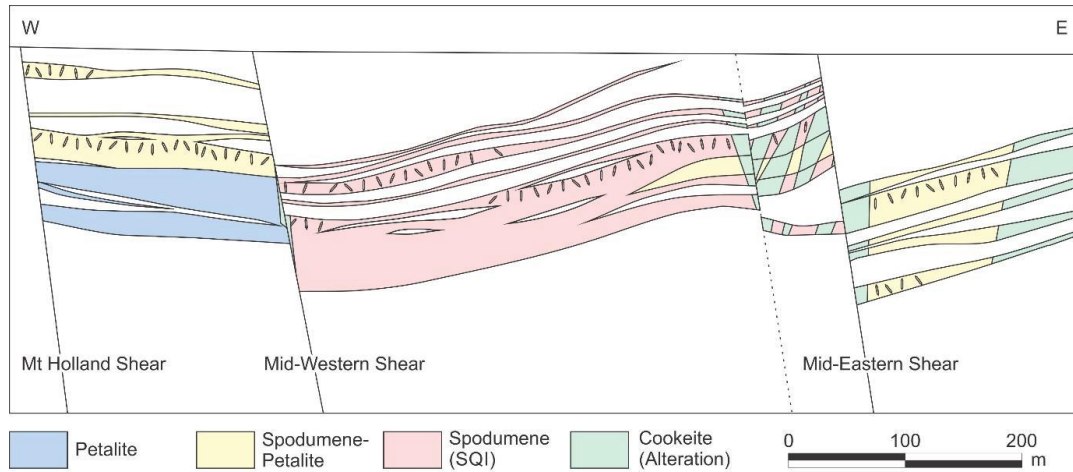 W E
Mt Holland Shear Mid-Western Shear Mid-Eastern Shear
Petalite
Spodumene-
Petalite
Spodumene
(SQI)
Cookeite
(Alteration)
0 100 200
m